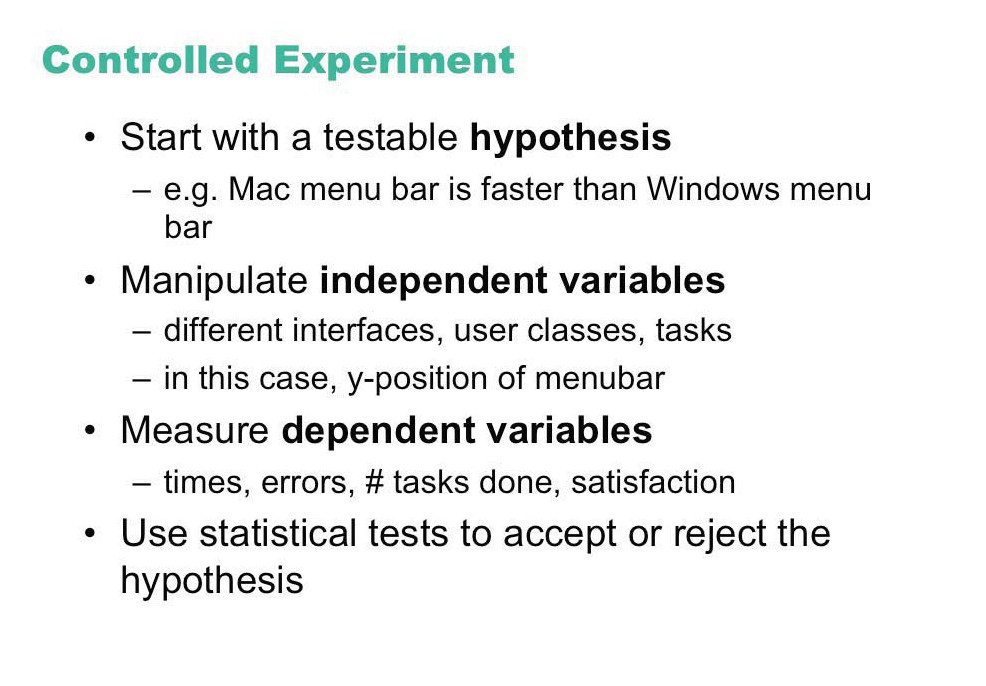 Controlled Experiment
• Start with a testable hypothesis
– e.g. Mac menu bar is faster than Windows menu
bar
• Manipulate independent variables
– different interfaces, user classes, tasks
– in this case, y-position of menubar
• Measure dependent variables
– times, errors, # tasks done, satisfaction
• Use statistical tests to accept or reject the
hypothesis